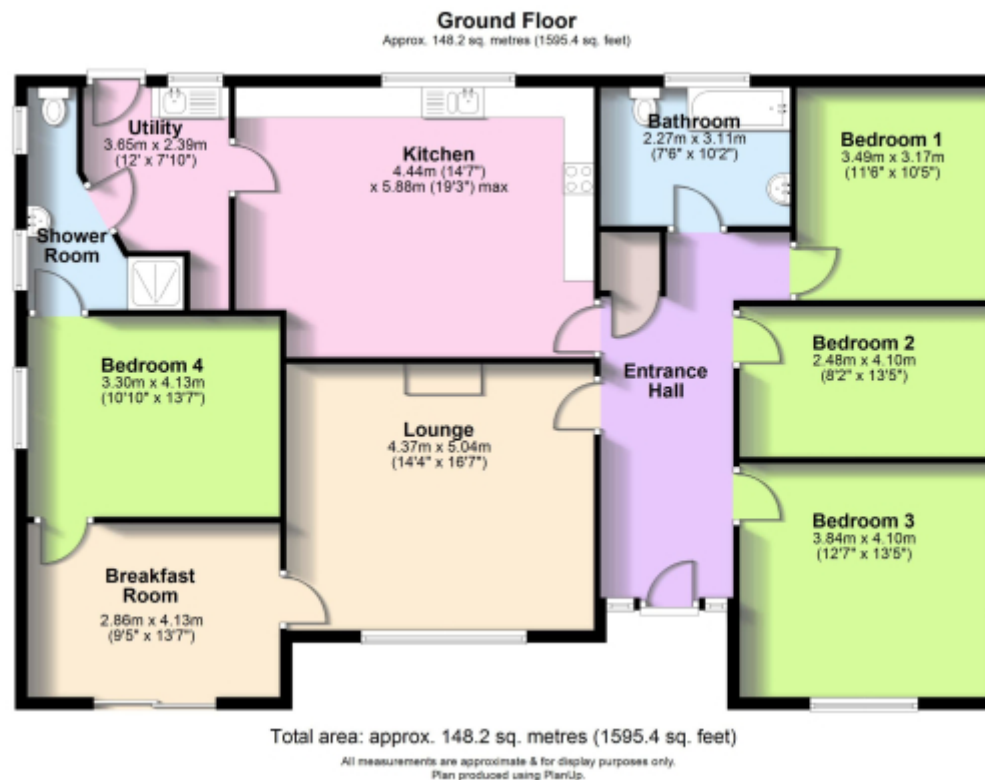 Ground Floor
Approx. 148.2 sq. metres (1595.4 sq. feet)
Utility
3.65m x 2.39m
(12' x 7'10")
Kitchen
4.44m (14'7")
x 5.88m (19'3") max
Bathroom
2.27m x 3.11m
(7'6" x 10'2")
Bedroom 1
3.49m x 3.17m
(11'6" x 10'5")
Shower
Room
Bedroom 4
3.30m x 4.13m
(10'10" x 13'7")
Lounge
4.37m x 5.04m
(14'4" x 16'7")
Entrance
Hall
Bedroom 2
2.48m x 4.10m
(8'2" x 13'5")
Bedroom 3
3.84m x 4.10m
(12'7" x 13'5")
Breakfast
Room
2.86m x 4.13m
(9'5" x 13'7")
Total area: approx. 148.2 sq. metres (1595.4 sq. feet)
All measurements are approximate & for display purposes only.
Plan produced using PlanUp.